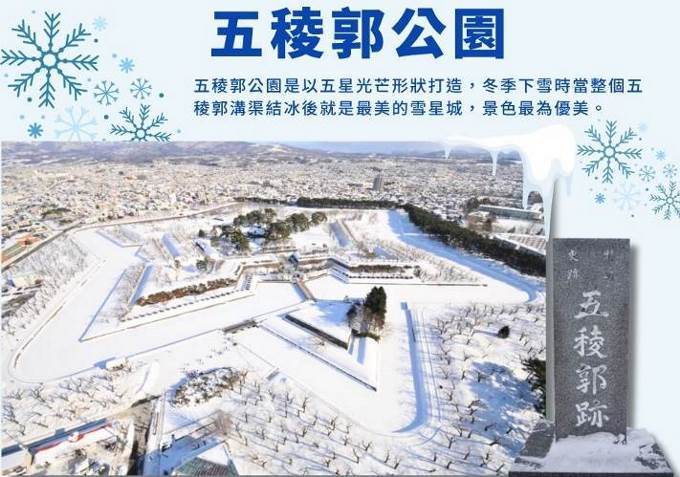 五稜郭公園
五稜郭公園是以五星光芒形狀打造，冬季下雪時當整個五
稜郭溝渠結冰後就是最美的雪星城，景色最為優美。
特別
史跡
五稜郭跡